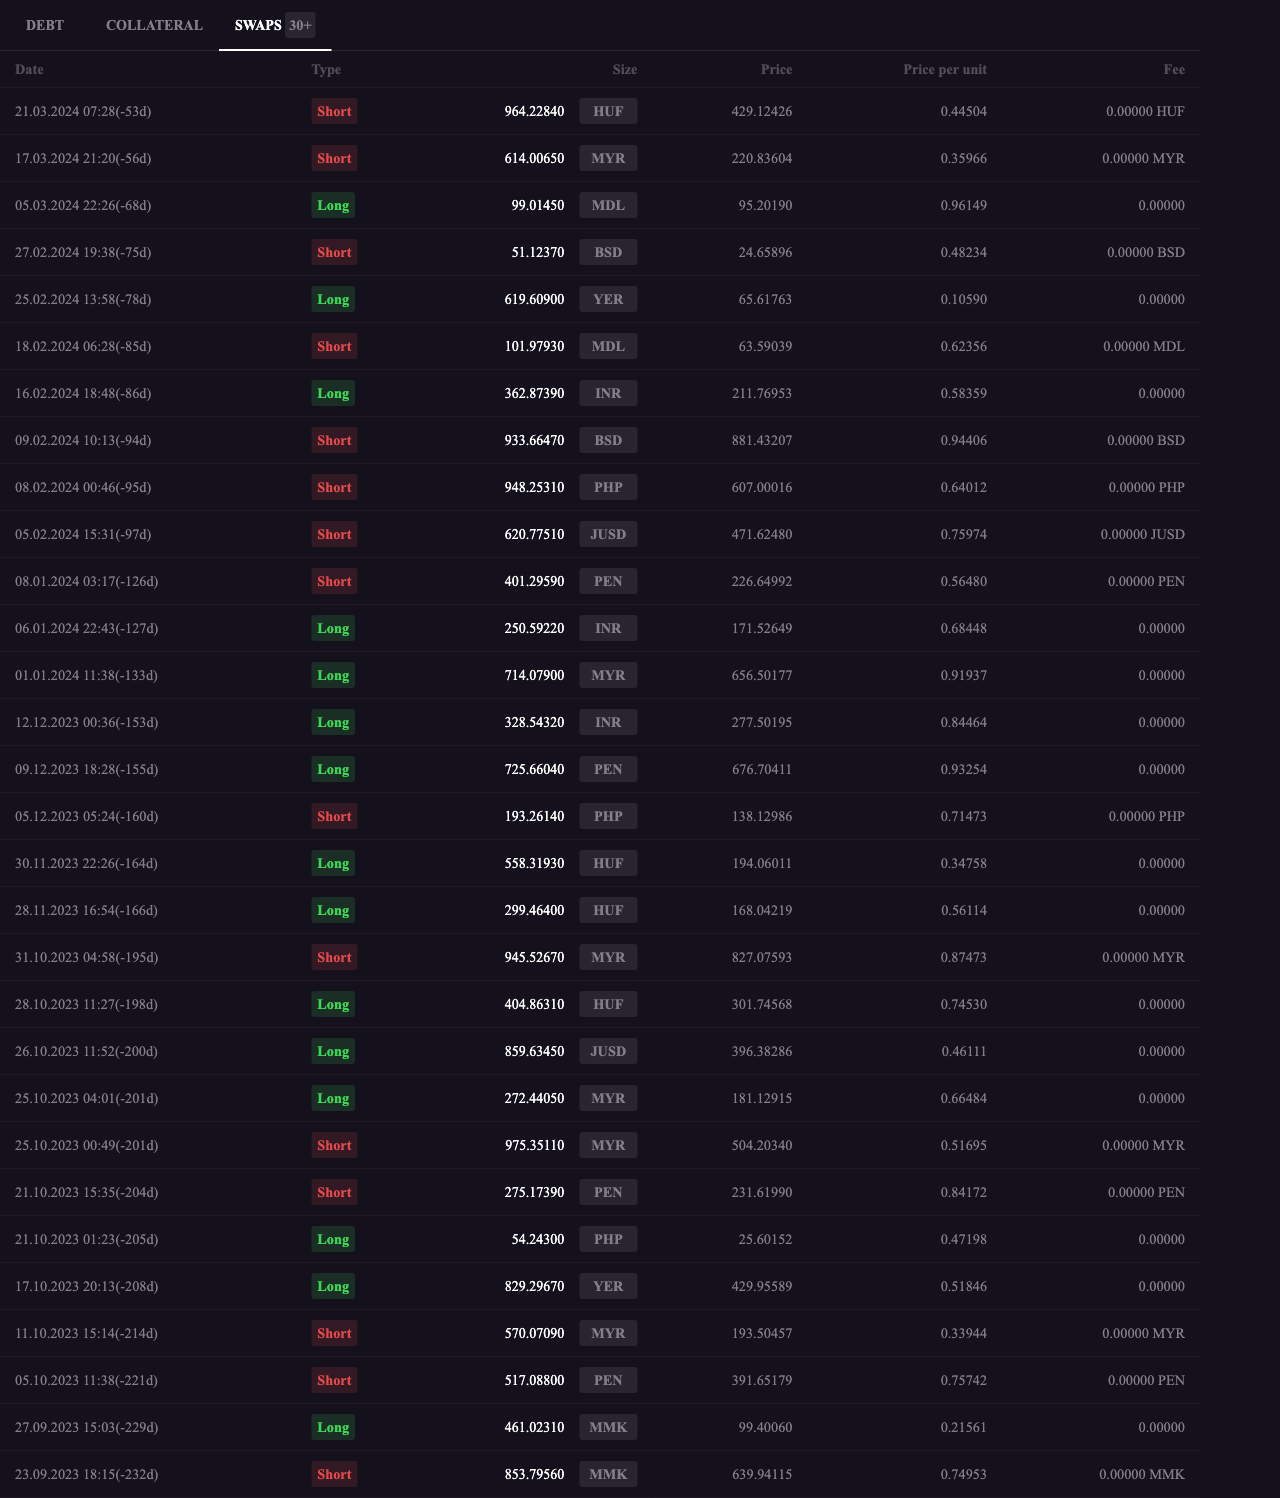 DEBT COLLATERAL SWAPS 30+
Date Type Size Price Price per unit Fee
21.03.2024 07:28(-53d) Short 964.22840 HUF 429.12426 0.44504 0.00000 HUF
17.03.2024 21:20(-56d) Short 614.00650 MYR 220.83604 0.35966 0.00000 MYR
05.03.2024 22:26(-68d) Long 99.01450 MDL 95.20190 0.96149 0.00000
27.02.2024 19:38(-75d) Short 51.12370 BSD 24.65896 0.48234 0.00000 BSD
25.02.2024 13:58(-78d) Long 619.60900 YER 65.61763 0.10590 0.00000
18.02.2024 06:28(-85d) Short 101.97930 MDL 63.59039 0.62356 0.00000 MDL
16.02.2024 18:48(-86d) Long 362.87390 INR 211.76953 0.58359 0.00000
09.02.2024 10:13(-94d) Short 933.66470 BSD 881.43207 0.94406 0.00000 BSD
08.02.2024 00:46(-95d) Short 948.25310 PHP 607.00016 0.64012 0.00000 PHP
05.02.2024 15:31(-97d) Short 620.77510 JUSD 471.62480 0.75974 0.00000 JUSD
08.01.2024 03:17(-126d) Short 401.29590 PEN 226.64992 0.56480 0.00000 PEN
06.01.2024 22:43(-127d) Long 250.59220 INR 171.52649 0.68448 0.00000
01.01.2024 11:38(-133d) Long 714.07900 MYR 656.50177 0.91937 0.00000
12.12.2023 00:36(-153d) Long 328.54320 INR 277.50195 0.84464 0.00000
09.12.2023 18:28(-155d) Long 725.66040 PEN 676.70411 0.93254 0.00000
05.12.2023 05:24(-160d) Short 193.26140 PHP 138.12986 0.71473 0.00000 PHP
30.11.2023 22:26(-164d) Long 558.31930 HUF 194.06011 0.34758 0.00000
28.11.2023 16:54(-166d) Long 299.46400 HUF 168.04219 0.56114 0.00000
31.10.2023 04:58(-195d) Short 945.52670 MYR 827.07593 0.87473 0.00000 MYR
28.10.2023 11:27(-198d) Long 404.86310 HUF 301.74568 0.74530 0.00000
26.10.2023 11:52(-200d) Long 859.63450 JUSD 396.38286 0.46111 0.00000
25.10.2023 04:01(-201d) Long 272.44050 MYR 181.12915 0.66484 0.00000
25.10.2023 00:49(-201d) Short 975.35110 MYR 504.20340 0.51695 0.00000 MYR
21.10.2023 15:35(-204d) Short 275.17390 PEN 231.61990 0.84172 0.00000 PEN
21.10.2023 01:23(-205d) Long 54.24300 PHP 25.60152 0.47198 0.00000
17.10.2023 20:13(-208d) Long 829.29670 YER 429.95589 0.51846 0.00000
11.10.2023 15:14(-214d) Short 570.07090 MYR 193.50457 0.33944 0.00000 MYR
05.10.2023 11:38(-221d) Short 517.08800 PEN 391.65179 0.75742 0.00000 PEN
27.09.2023 15:03(-229d) Long 461.02310 MMK 99.40060 0.21561 0.00000
23.09.2023 18:15(-232d) Short 853.79560 MMK 639.94115 0.74953 0.00000 MMK